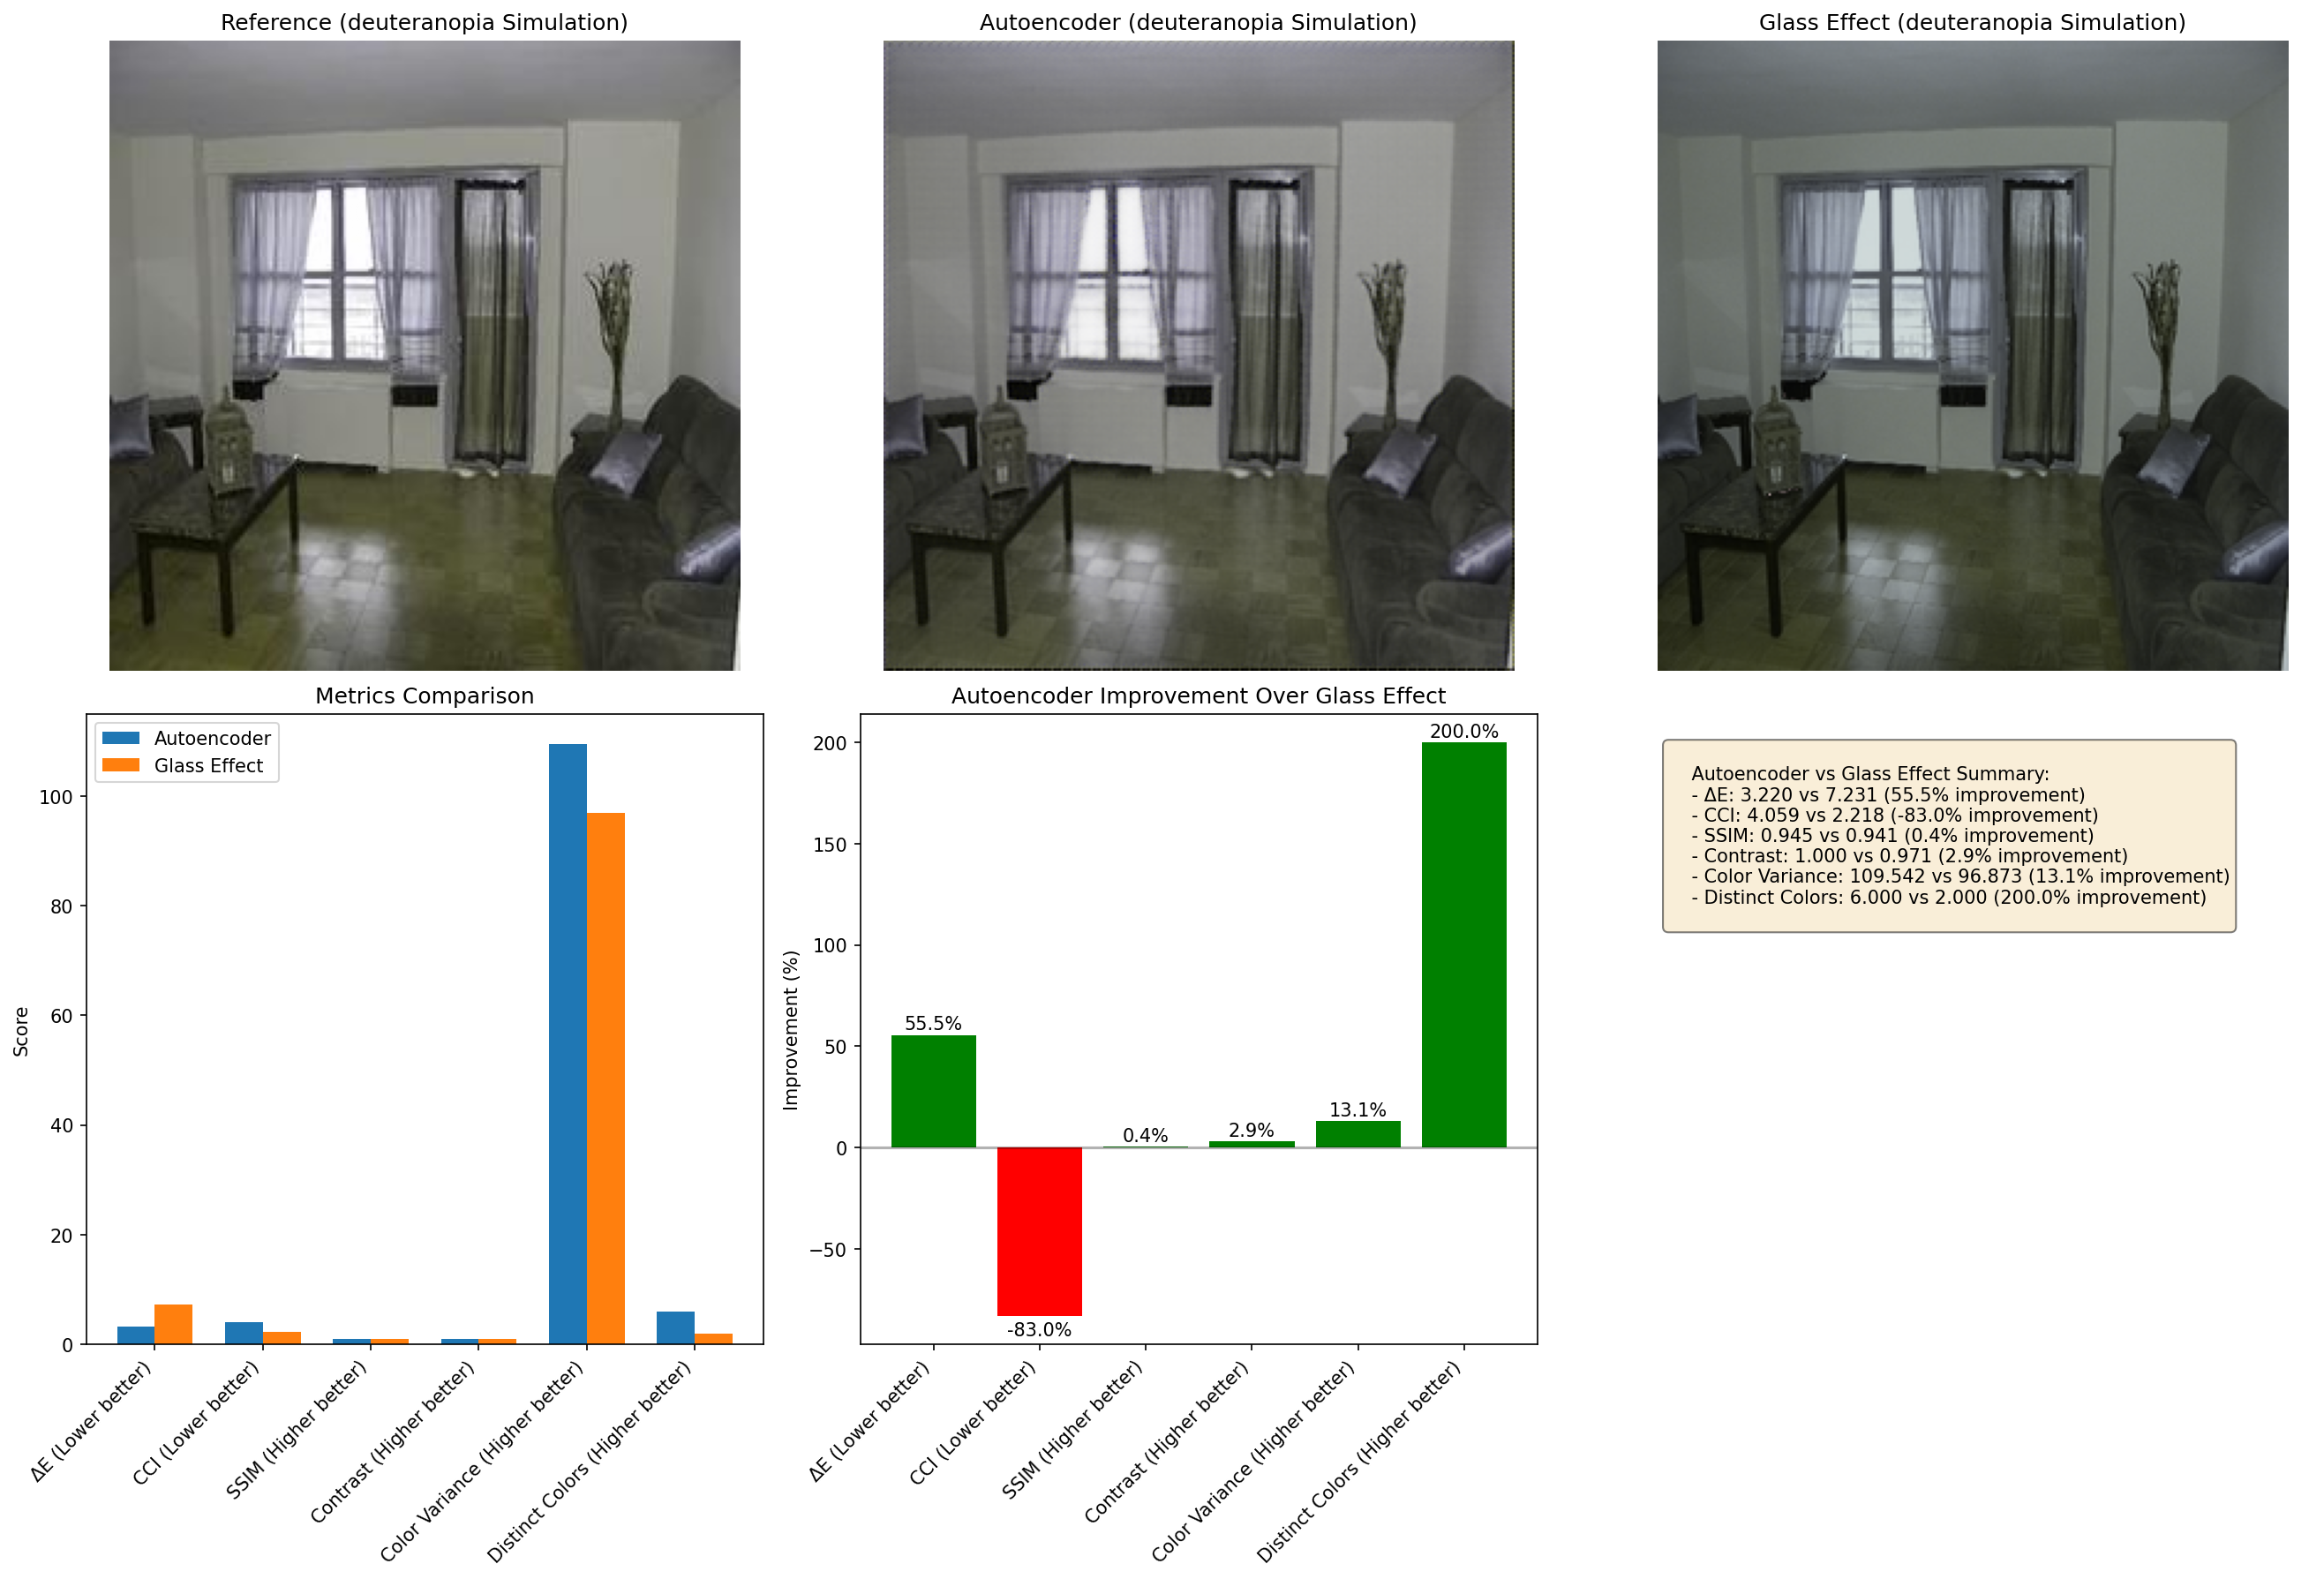 Reference (deuteranopia Simulation)
Autoencoder (deuteranopia Simulation)
Glass Effect (deuteranopia Simulation)
Metrics Comparison
Autoencoder
Glass Effect
Score
100
80
60
40
20
0
ΔE (Lower better)
CCI (Lower better)
SSIM (Higher better)
Contrast (Higher better)
Color Variance (Higher better)
Distinct Colors (Higher better)
Autoencoder Improvement Over Glass Effect
Improvement (%)
200
150
100
50
0
−50
55.5%
-83.0%
0.4%
2.9%
13.1%
200.0%
ΔE (Lower better)
CCI (Lower better)
SSIM (Higher better)
Contrast (Higher better)
Color Variance (Higher better)
Distinct Colors (Higher better)
Autoencoder vs Glass Effect Summary:
- ΔE: 3.220 vs 7.231 (55.5% improvement)
- CCI: 4.059 vs 2.218 (-83.0% improvement)
- SSIM: 0.945 vs 0.941 (0.4% improvement)
- Contrast: 1.000 vs 0.971 (2.9% improvement)
- Color Variance: 109.542 vs 96.873 (13.1% improvement)
- Distinct Colors: 6.000 vs 2.000 (200.0% improvement)